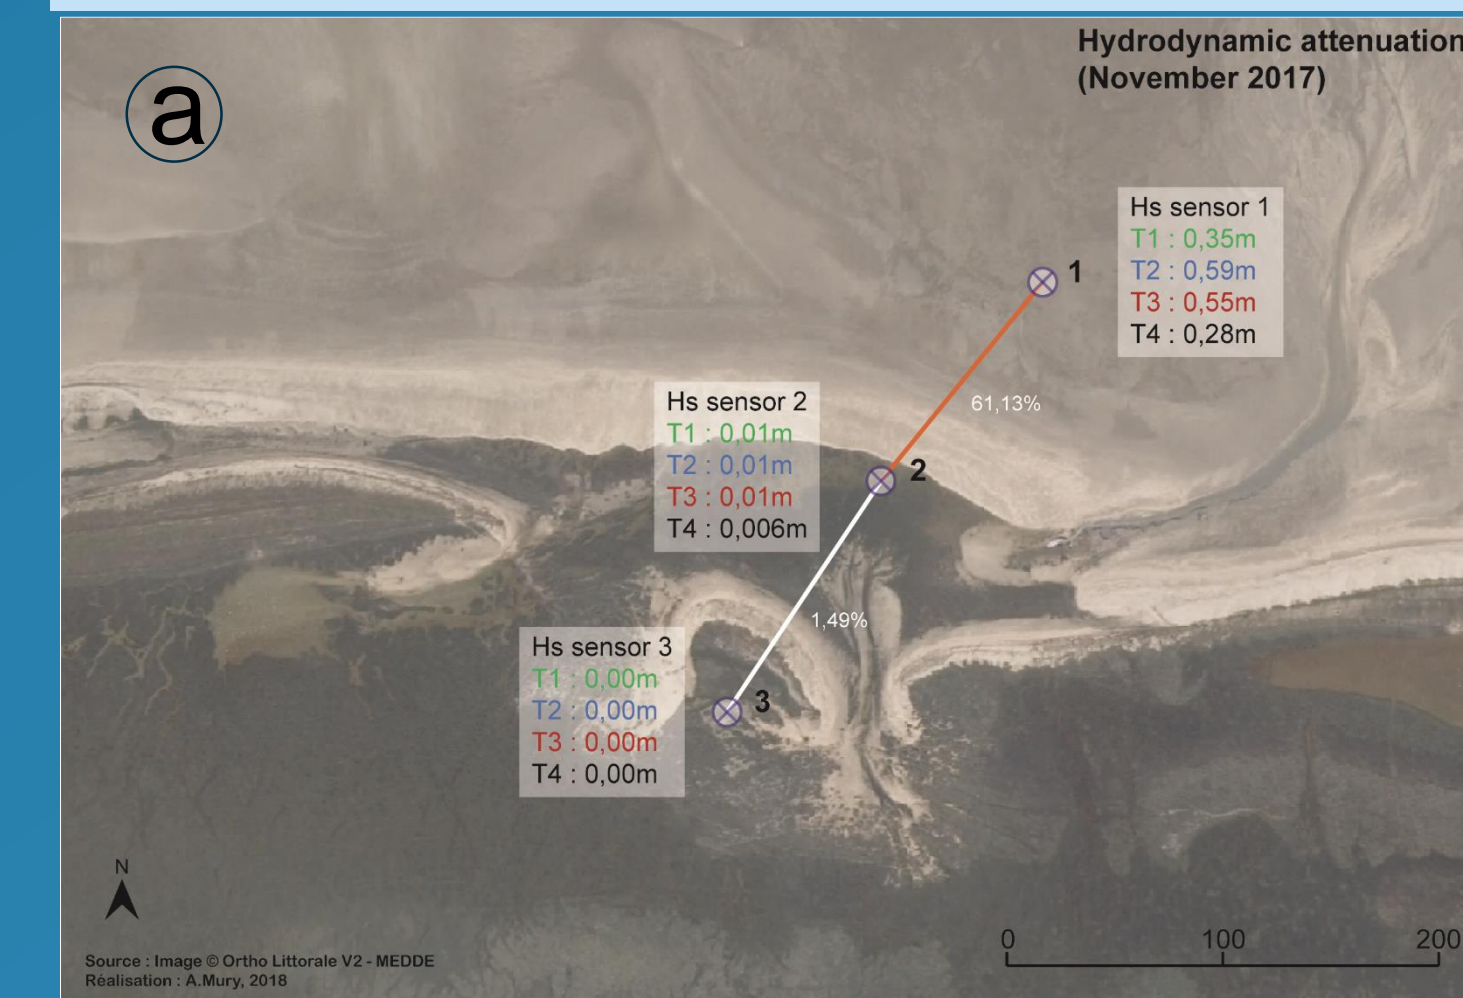 a
Hydrodynamic attenuation
(November 2017)
Hs sensor 1
T1 : 0,35m
T2 : 0,59m
T3 : 0,55m
T4 : 0,28m
1
61,13%
Hs sensor 2
T1 : 0,01m
T2 : 0,01m
T3 : 0,01m
T4 : 0,006m
2
1,49%
Hs sensor 3
T1 : 0,00m
T2 : 0,00m
T3 : 0,00m
T4 : 0,00m
3
N
0 100 200
Source : Image © Ortho Littorale V2 - MEDDE
Réalisation : A.Mury, 2018